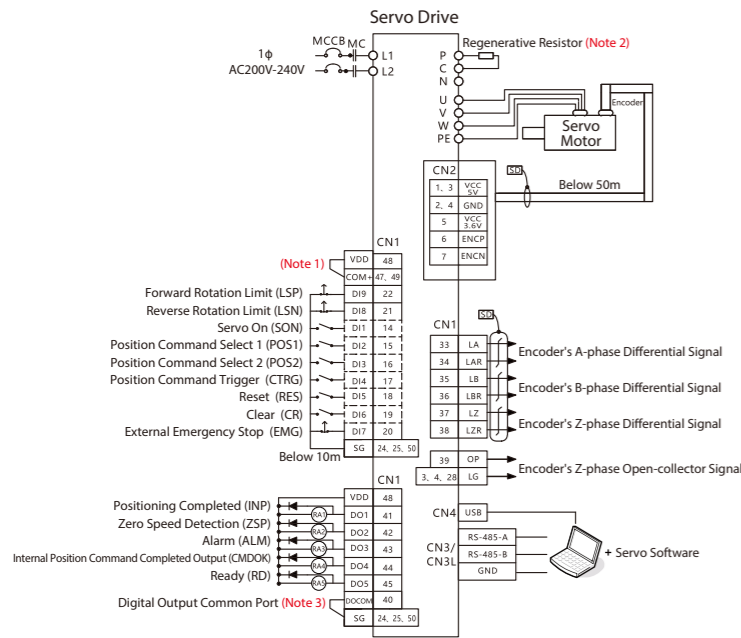 Servo Drive
MCCB MC
1ϕ
AC200V-240V
L1
L2
P
C
N
Regenerative Resistor (Note 2)
U
V
W
PE
Encoder
Servo
Motor
CN2
SD
Below 50m
1、3 VCC 5V
2、4 GND
5 VCC 3.6V
6 ENCP
7 ENCN
CN1
(Note 1)
VDD 48
COM+ 47、49
Forward Rotation Limit (LSP) DI9 22
Reverse Rotation Limit (LSN) DI8 21
Servo On (SON) DI1 14
Position Command Select 1 (POS1) DI2 15
Position Command Select 2 (POS2) DI3 16
Position Command Trigger (CTRG) DI4 17
Reset (RES) DI5 18
Clear (CR) DI6 19
External Emergency Stop (EMG) DI7 20
SG 24、25、50
Below 10m
SD
CN1
33 LA
34 LAR
Encoder's A-phase Differential Signal
35 LB
36 LBR
Encoder's B-phase Differential Signal
37 LZ
38 LZR
Encoder's Z-phase Differential Signal
39 OP
3、4、28 LG
Encoder's Z-phase Open-collector Signal
CN1
VDD 48
Positioning Completed (INP) RA1 DO1 41
Zero Speed Detection (ZSP) RA2 DO2 42
Alarm (ALM) RA3 DO3 43
Internal Position Command Completed Output (CMDOK) RA4 DO4 44
Ready (RD) RA5 DO5 45
Digital Output Common Port (Note 3) DOCOM 40
SG 24、25、50
CN4 USB
CN3/
CN3L
RS-485-A
RS-485-B
GND
+ Servo Software